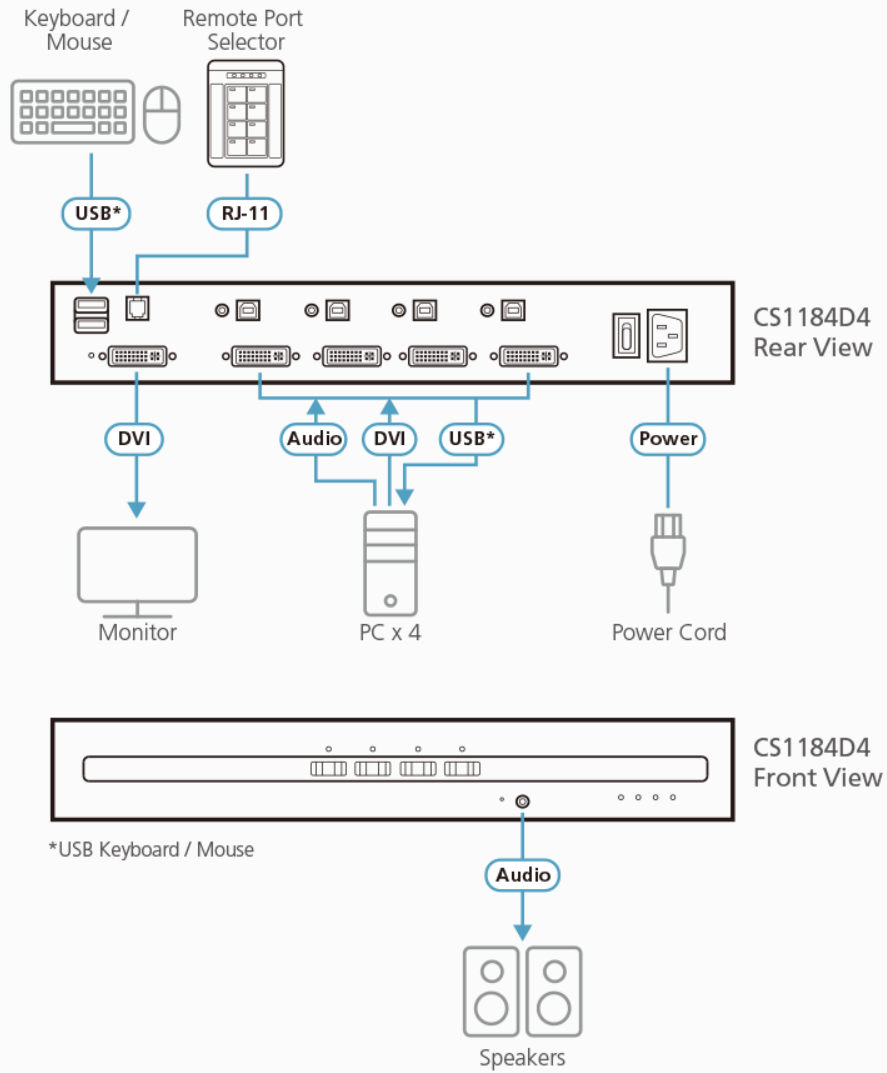 Keyboard /
Mouse
Remote Port
Selector
USB*
RJ-11
CS1184D4
Rear View
DVI
Audio
DVI
USB*
Power
Monitor
PC x 4
Power Cord
CS1184D4
Front View
*USB Keyboard / Mouse
Audio
Speakers